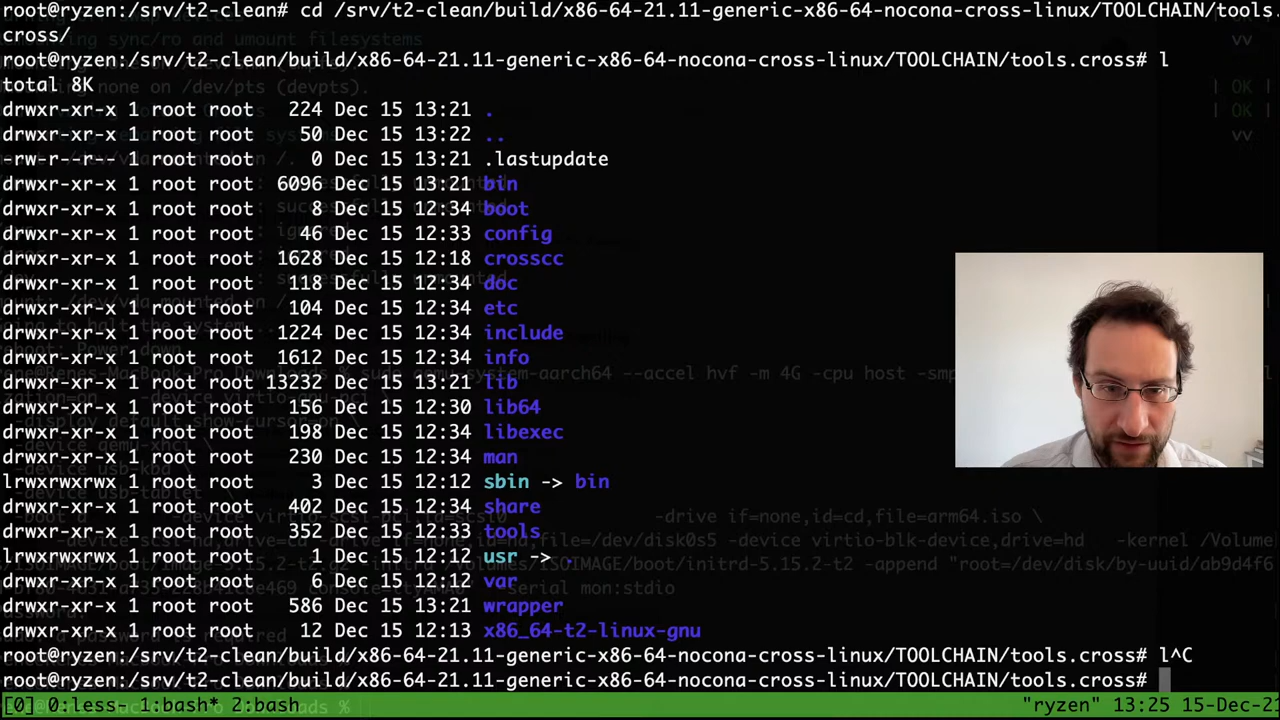 root@ryzen:/srv/t2-clean# cd /srv/t2-clean/build/x86-64-21.11-generic-x86-64-nocona-cross-linux/TOOLCHAIN/tools.
cross/
root@ryzen:/srv/t2-clean/build/x86-64-21.11-generic-x86-64-nocona-cross-linux/TOOLCHAIN/tools.cross# l
total 8K
drwxr-xr-x 1 root root   224 Dec 15 13:21 .
drwxr-xr-x 1 root root    50 Dec 15 13:22 ..
-rw-r----- 1 root root     0 Dec 15 13:21 .lastupdate
drwxr-xr-x 1 root root  6096 Dec 15 13:21 bin
drwxr-xr-x 1 root root     8 Dec 15 12:34 boot
drwxr-xr-x 1 root root    46 Dec 15 12:33 config
drwxr-xr-x 1 root root  1628 Dec 15 12:18 crosscc
drwxr-xr-x 1 root root   118 Dec 15 12:34 doc
drwxr-xr-x 1 root root   104 Dec 15 12:34 etc
drwxr-xr-x 1 root root  1224 Dec 15 12:34 include
drwxr-xr-x 1 root root  1612 Dec 15 12:34 info
drwxr-xr-x 1 root root 13232 Dec 15 13:21 lib
drwxr-xr-x 1 root root   156 Dec 15 12:30 lib64
drwxr-xr-x 1 root root   198 Dec 15 12:34 libexec
drwxr-xr-x 1 root root   230 Dec 15 12:34 man
lrwxrwxrwx 1 root root     3 Dec 15 12:12 sbin -> bin
drwxr-xr-x 1 root root   402 Dec 15 12:34 share
drwxr-xr-x 1 root root   352 Dec 15 12:33 tools
lrwxrwxrwx 1 root root     1 Dec 15 12:12 usr -> .
drwxr-xr-x 1 root root     6 Dec 15 12:12 var
drwxr-xr-x 1 root root   586 Dec 15 13:21 wrapper
drwxr-xr-x 1 root root    12 Dec 15 12:13 x86_64-t2-linux-gnu
root@ryzen:/srv/t2-clean/build/x86-64-21.11-generic-x86-64-nocona-cross-linux/TOOLCHAIN/tools.cross# l^C
root@ryzen:/srv/t2-clean/build/x86-64-21.11-generic-x86-64-nocona-cross-linux/TOOLCHAIN/tools.cross#
[0] 0:less- 1:bash* 2:bash "ryzen" 13:25 15-Dec-21